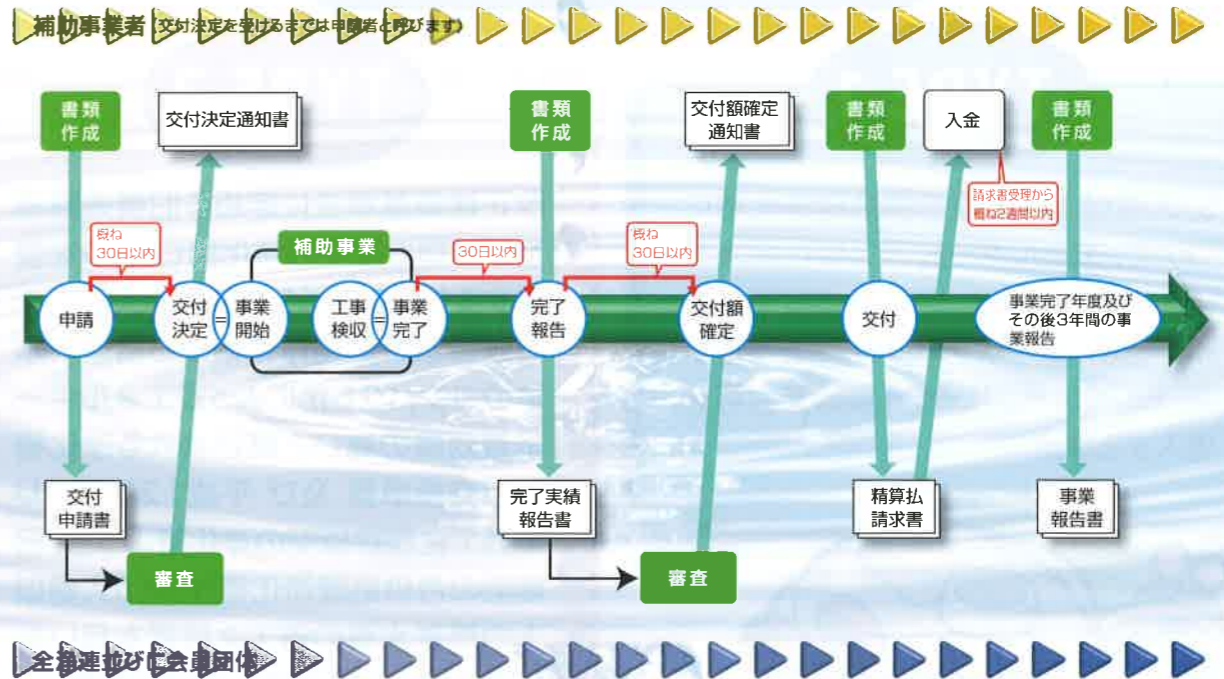 補助事業者(交付決定を受けるまでは申請者と呼びます)
書類
作成
交付決定通知書
書類
作成
交付額確定
通知書
書類
作成
入金
書類
作成
請求書受理から
概ね2週間以内
概ね
30日以内
補助事業
30日以内
概ね
30日以内
申請
交付
決定
=
事業
開始
工事
検収
=
事業
完了
完了
報告
交付額
確定
交付
事業完了年度及び
その後3年間の事
業報告
交付
申請書
完了実績
報告書
精算払
請求書
事業
報告書
審査
審査
並びに会員団体